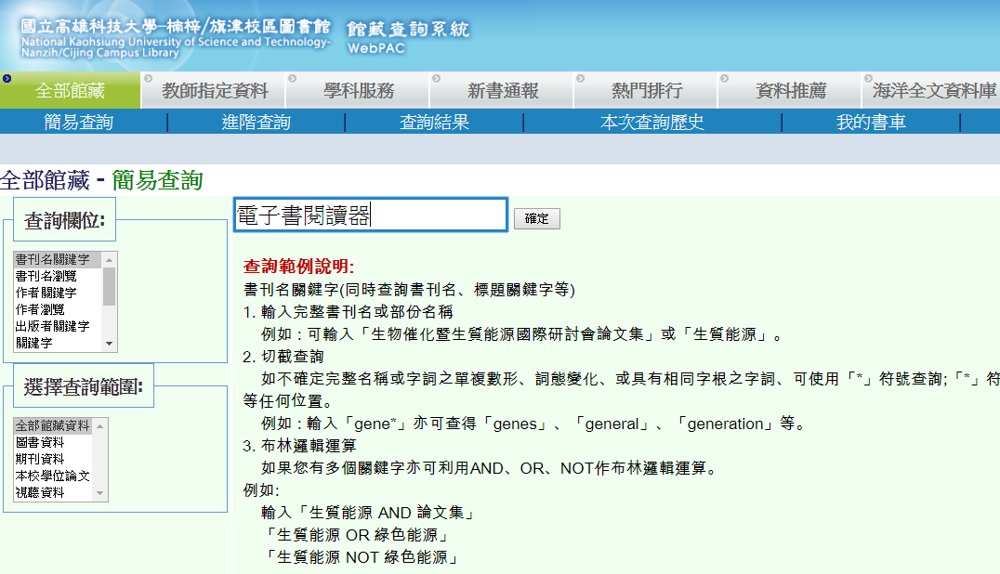 國立高雄科技大學-楠梓/旗津校區圖書館 館藏查詢系統
National Kaohsiung University of Science and Technology-
Nanzih/Cijing Campus Library
WebPAC
全部館藏 教師指定資料 學科服務 新書通報 熱門排行 資料推薦 海洋全文資料庫
簡易查詢 進階查詢 查詢結果 本次查詢歷史 我的書車
全部館藏 - 簡易查詢
查詢欄位:
書刊名關鍵字
書刊名瀏覽
作者關鍵字
作者瀏覽
出版者關鍵字
關鍵字
選擇查詢範圍:
全部館藏資料
圖書資料
期刊資料
本校學位論文
視聽資料
電子書閱讀器 確定
查詢範例說明:
書刊名關鍵字(同時查詢書刊名、標題關鍵字等)
1. 輸入完整書刊名或部份名稱
例如：可輸入「生物催化暨生質能源國際研討會論文集」或「生質能源」。
2. 切截查詢
如不確定完整名稱或字詞之單複數形、詞態變化、或具有相同字根之字詞、可使用「*」符號查詢;「*」符
等任何位置。
例如：輸入「gene*」亦可查得「genes」、「general」、「generation」等。
3. 布林邏輯運算
如果您有多個關鍵字亦可利用AND、OR、NOT作布林邏輯運算。
例如:
輸入「生質能源 AND 論文集」
「生質能源 OR 綠色能源」
「生質能源 NOT 綠色能源」